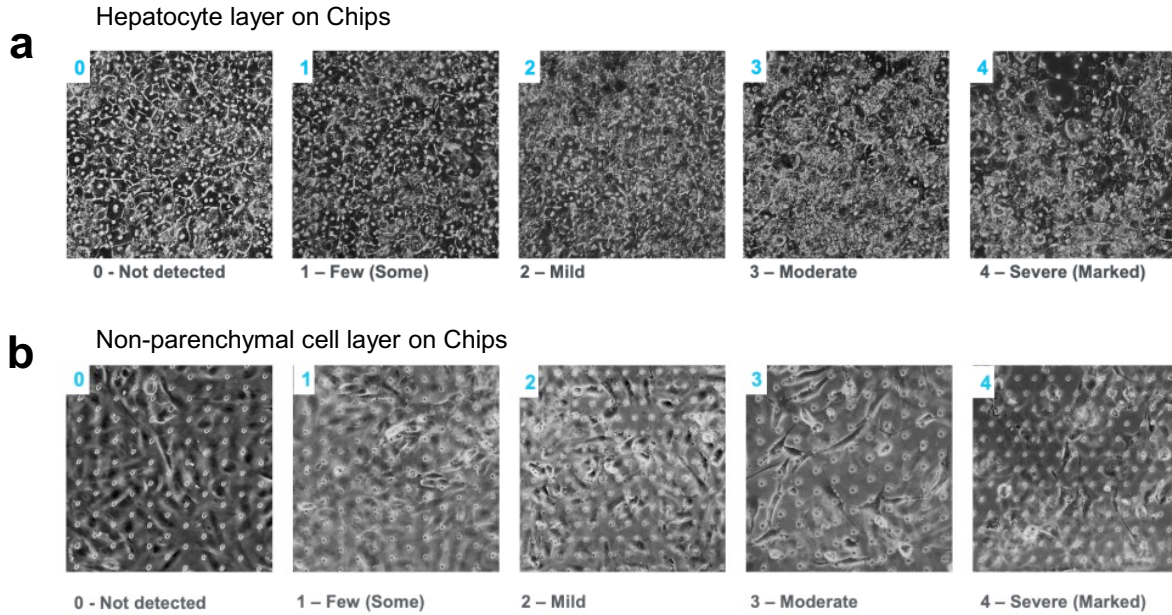 Hepatocyte layer on Chips
a
0
1
2
3
4
0 - Not detected
1 – Few (Some)
2 – Mild
3 – Moderate
4 – Severe (Marked)
Non-parenchymal cell layer on Chips
b
0
1
2
3
4
0 - Not detected
1 – Few (Some)
2 – Mild
3 – Moderate
4 – Severe (Marked)